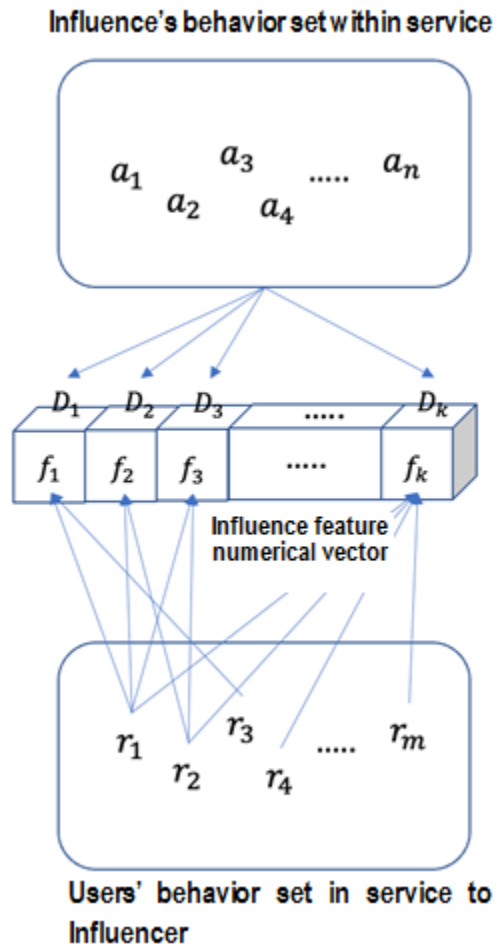 Influence's behavior set within service
a₁ a₂ a₃ a₄ ..... aₙ
D₁ D₂ D₃ ..... Dₖ
f₁ f₂ f₃ ..... fₖ
Influence feature
numerical vector
r₁ r₂ r₃ r₄ ..... rₘ
Users' behavior set in service to
Influencer